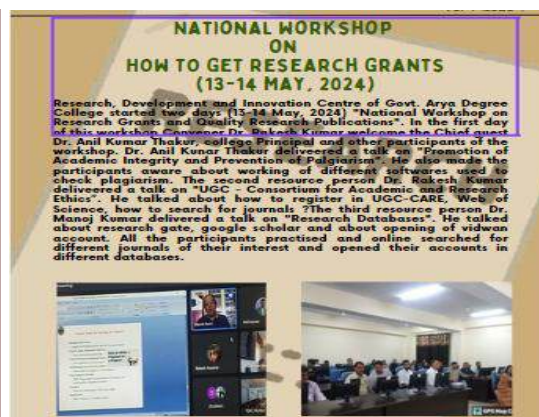 NATIONAL WORKSHOP
ON
HOW TO GET RESEARCH GRANTS
(13-14 MAY, 2024)
Research, Development and Innovation Centre of Govt. Arya Degree
College started two days (13-14 May, 2024) "National Workshop on
Research Grants and Quality Research Publications". In the first day
of this workshop Convener Dr. Rakesh Kumar welcome the Chief guest
Dr. Anil Kumar Thakur, college Principal and other participants of the
workshop. Dr. Anil Kunar Thakur deliveered a talk on "Promotion of
Academic Integrity and Prevention of Palgiarism". He also made the
participants aware about working of different softwares used to
check plagiarism. The second resource person Dr. Rakesh Kumar
deliveered a talk on "UGC - Consortium for Academic and Research
Ethics". He talked about how to register in UGC-CARE, Web of
Science, how to search for journals ?The third resource person Dr.
Manoj Kumar delivered a talk on "Research Databases". He talked
about research gate, google scholar and about opening of vidwan
account. All the participants practised and online searched for
different journals of their interest and opened their accounts in
different databases.